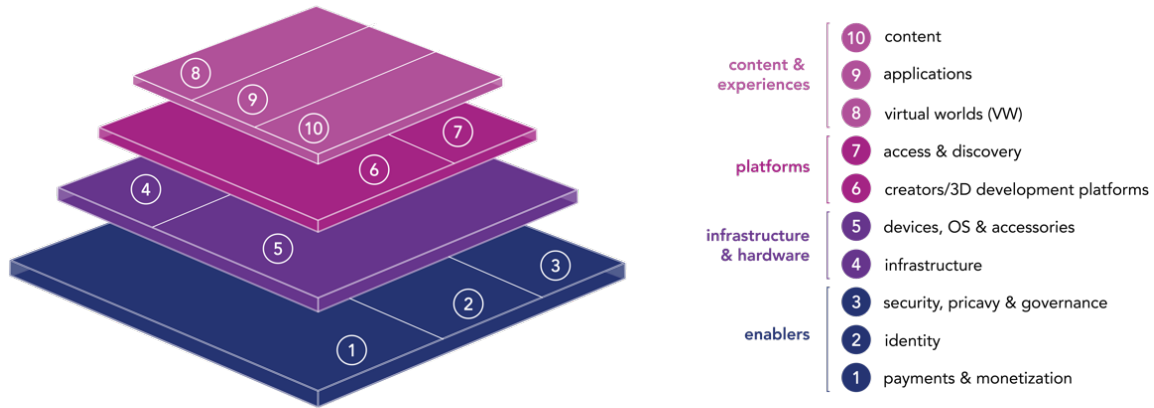 8
9
10
7
6
4
5
3
2
1
content &
experiences
10 content
9 applications
8 virtual worlds (VW)
platforms
7 access & discovery
6 creators/3D development platforms
infrastructure
& hardware
5 devices, OS & accessories
4 infrastructure
enablers
3 security, pricavy & governance
2 identity
1 payments & monetization